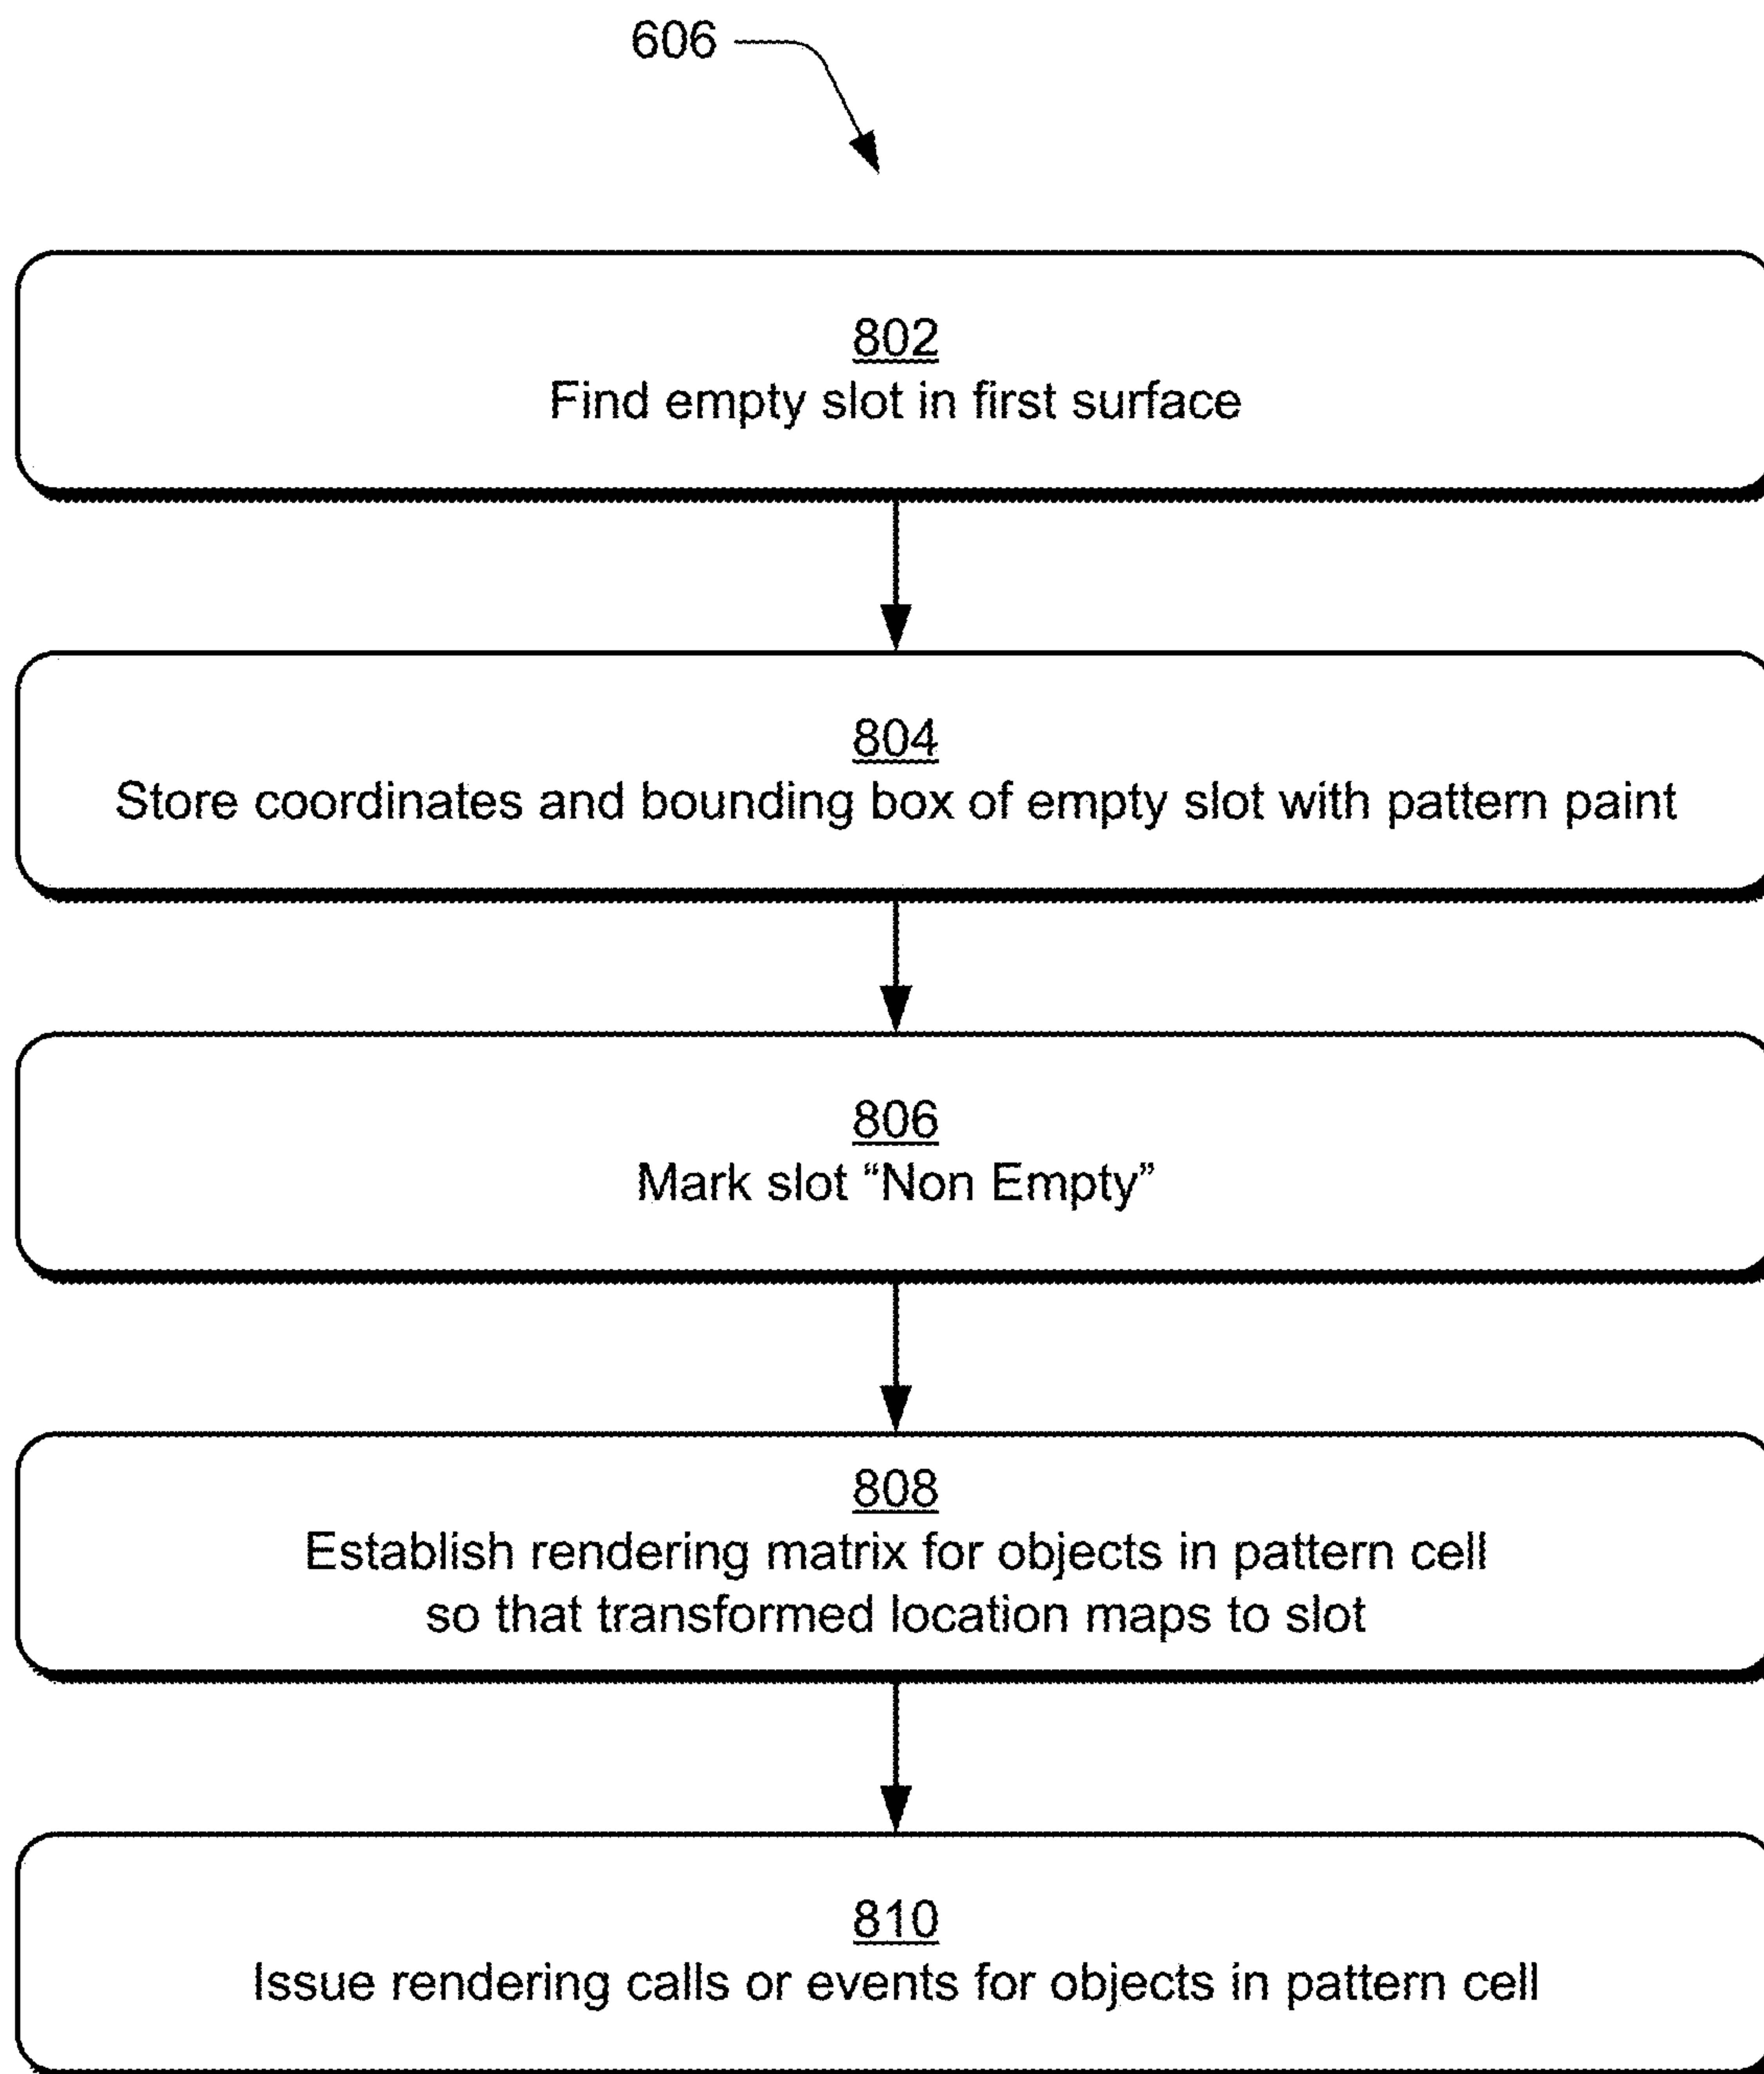 606
802
Find empty slot in first surface
804
Store coordinates and bounding box of empty slot with pattern paint
806
Mark slot “Non Empty”
808
Establish rendering matrix for objects in pattern cell
so that transformed location maps to slot
810
Issue rendering calls or events for objects in pattern cell